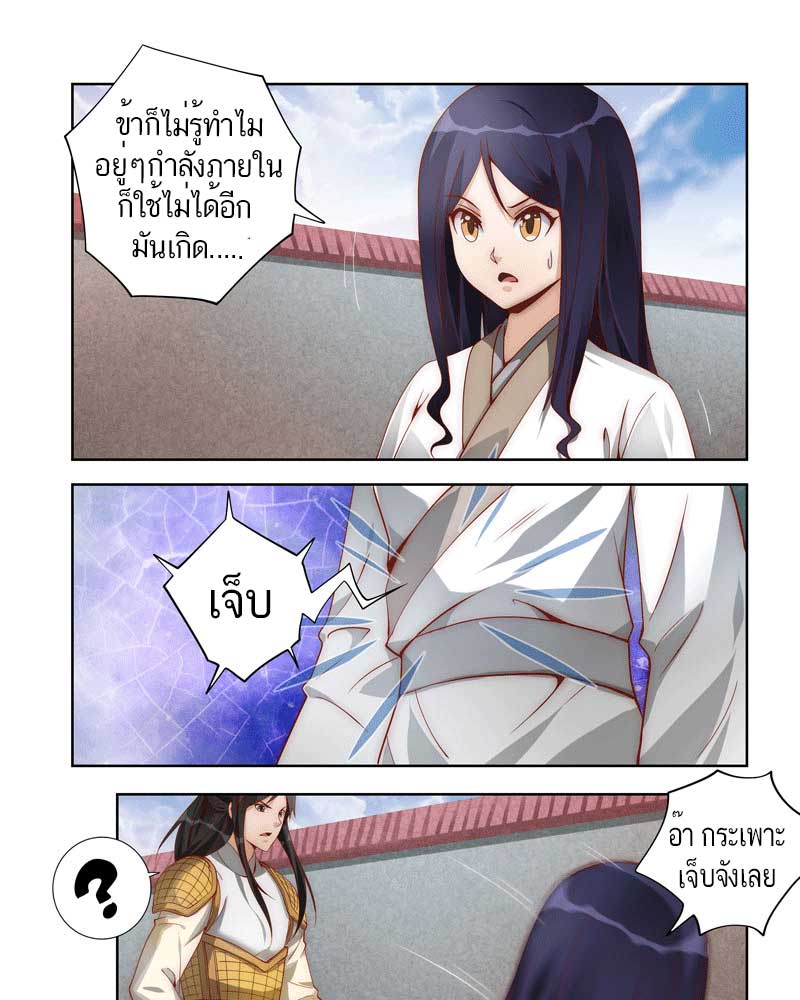 ข้าก็ไม่รู้ทำไม
อยู่ๆกำลังภายใน
ก็ใช้ไม่ได้อีก
มันเกิด.....
เจ็บ
อ๊า กระเพาะ
เจ็บจังเลย
?